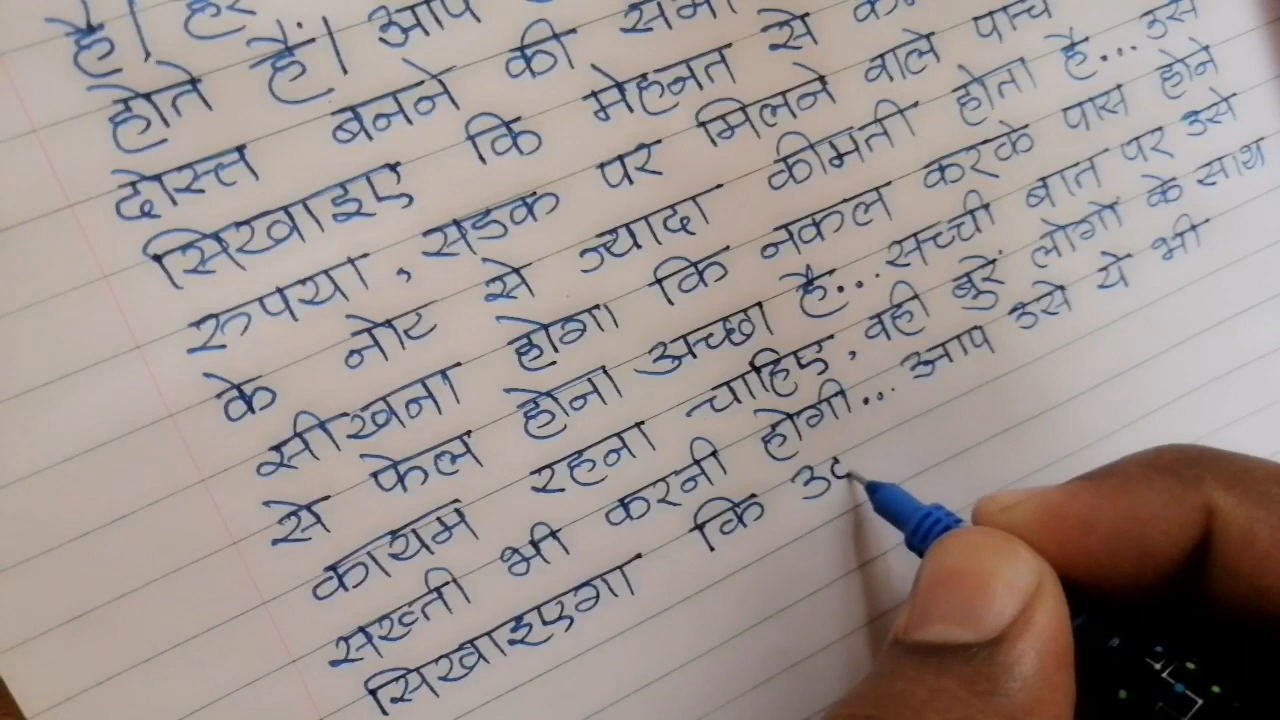 है। हर
होते हैं। आप
दोस्त बनने की
सिखाइए कि मेहनत से
रुपया, सड़क पर मिलने वाले पांच
के नोट से ज्यादा कीमती होता है... उसे
सीखना होगा कि नकल करके पास होने
से फेल होना अच्छा है... सच्ची बात पर उसे
कायम रहना चाहिए, वही बुरें लोगों के साथ
सख्ती भी करनी होगी... आप उसे ये भी
सिखाइएगा कि